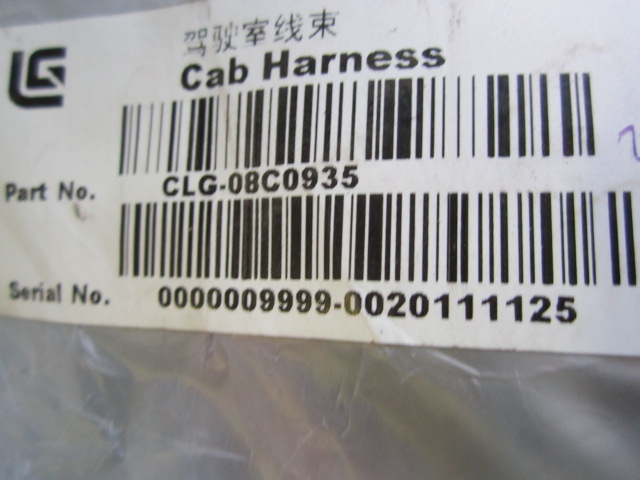 驾驶室线束
Cab Harness
Part No. CLG-08C0935
Serial No. 0000009999-0020111125